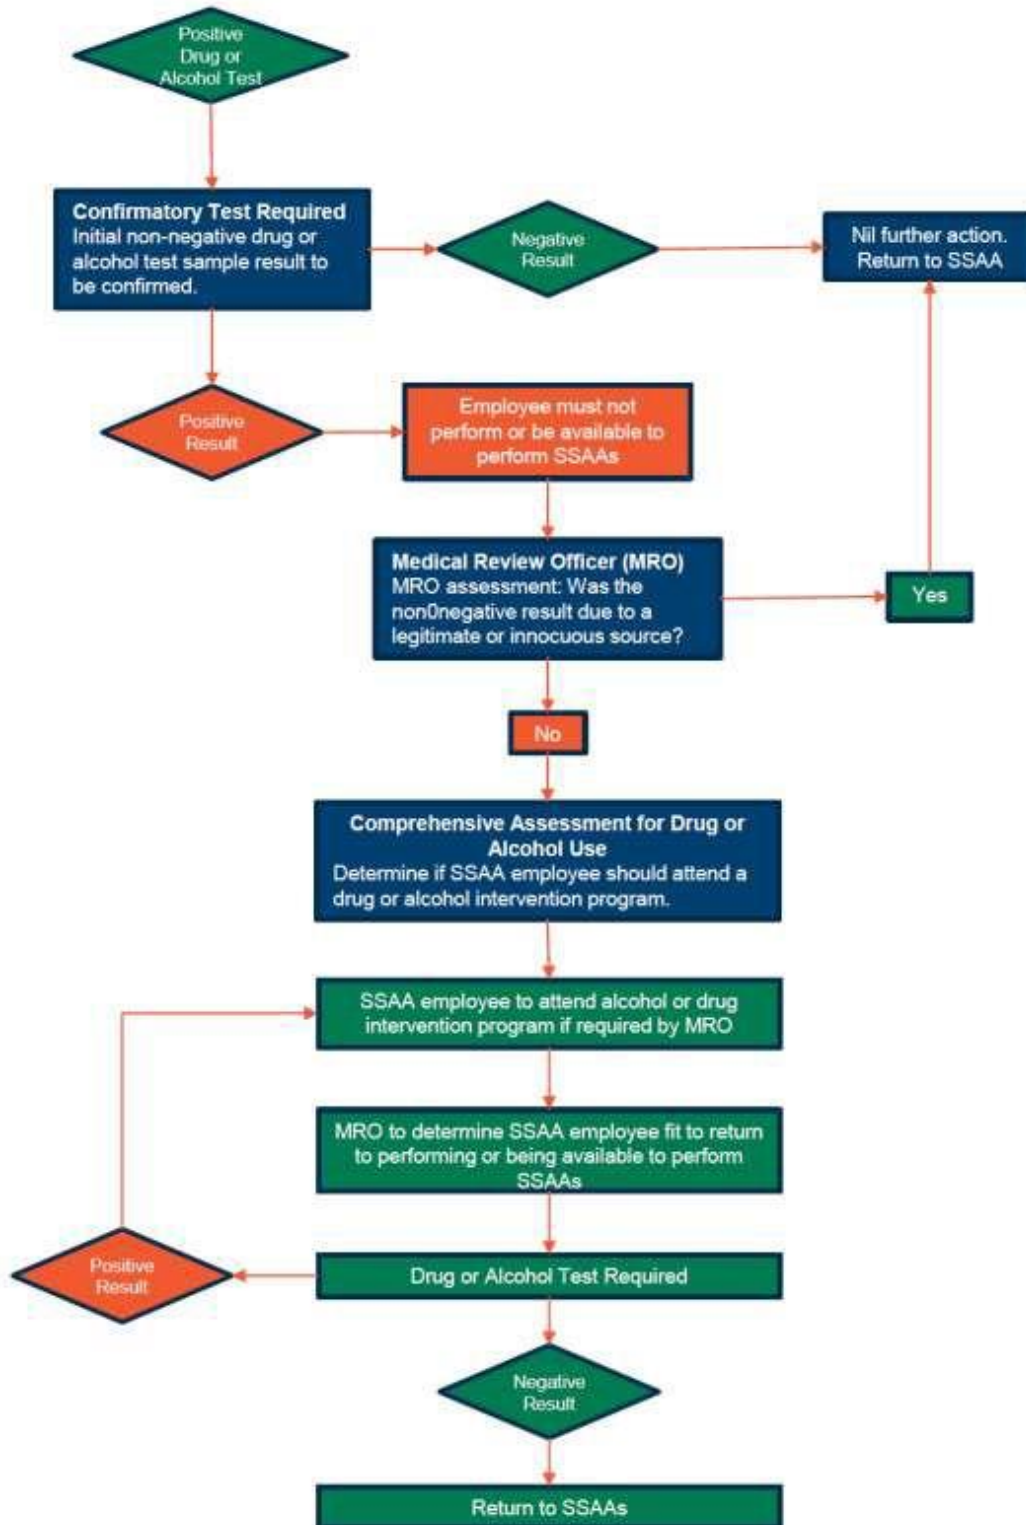 Positive
Drug or
Alcohol Test
Confirmatory Test Required
Initial non-negative drug or
alcohol test sample result to
be confirmed.
Negative
Result
Nil further action.
Return to SSAA
Positive
Result
Employee must not
perform or be available to
perform SSAAs
Medical Review Officer (MRO)
MRO assessment: Was the
non0negative result due to a
legitimate or innocuous source?
Yes
No
Comprehensive Assessment for Drug or
Alcohol Use
Determine if SSAA employee should attend a
drug or alcohol intervention program.
SSAA employee to attend alcohol or drug
intervention program if required by MRO
MRO to determine SSAA employee fit to return
to performing or being available to perform
SSAAs
Positive
Result
Drug or Alcohol Test Required
Negative
Result
Return to SSAAs